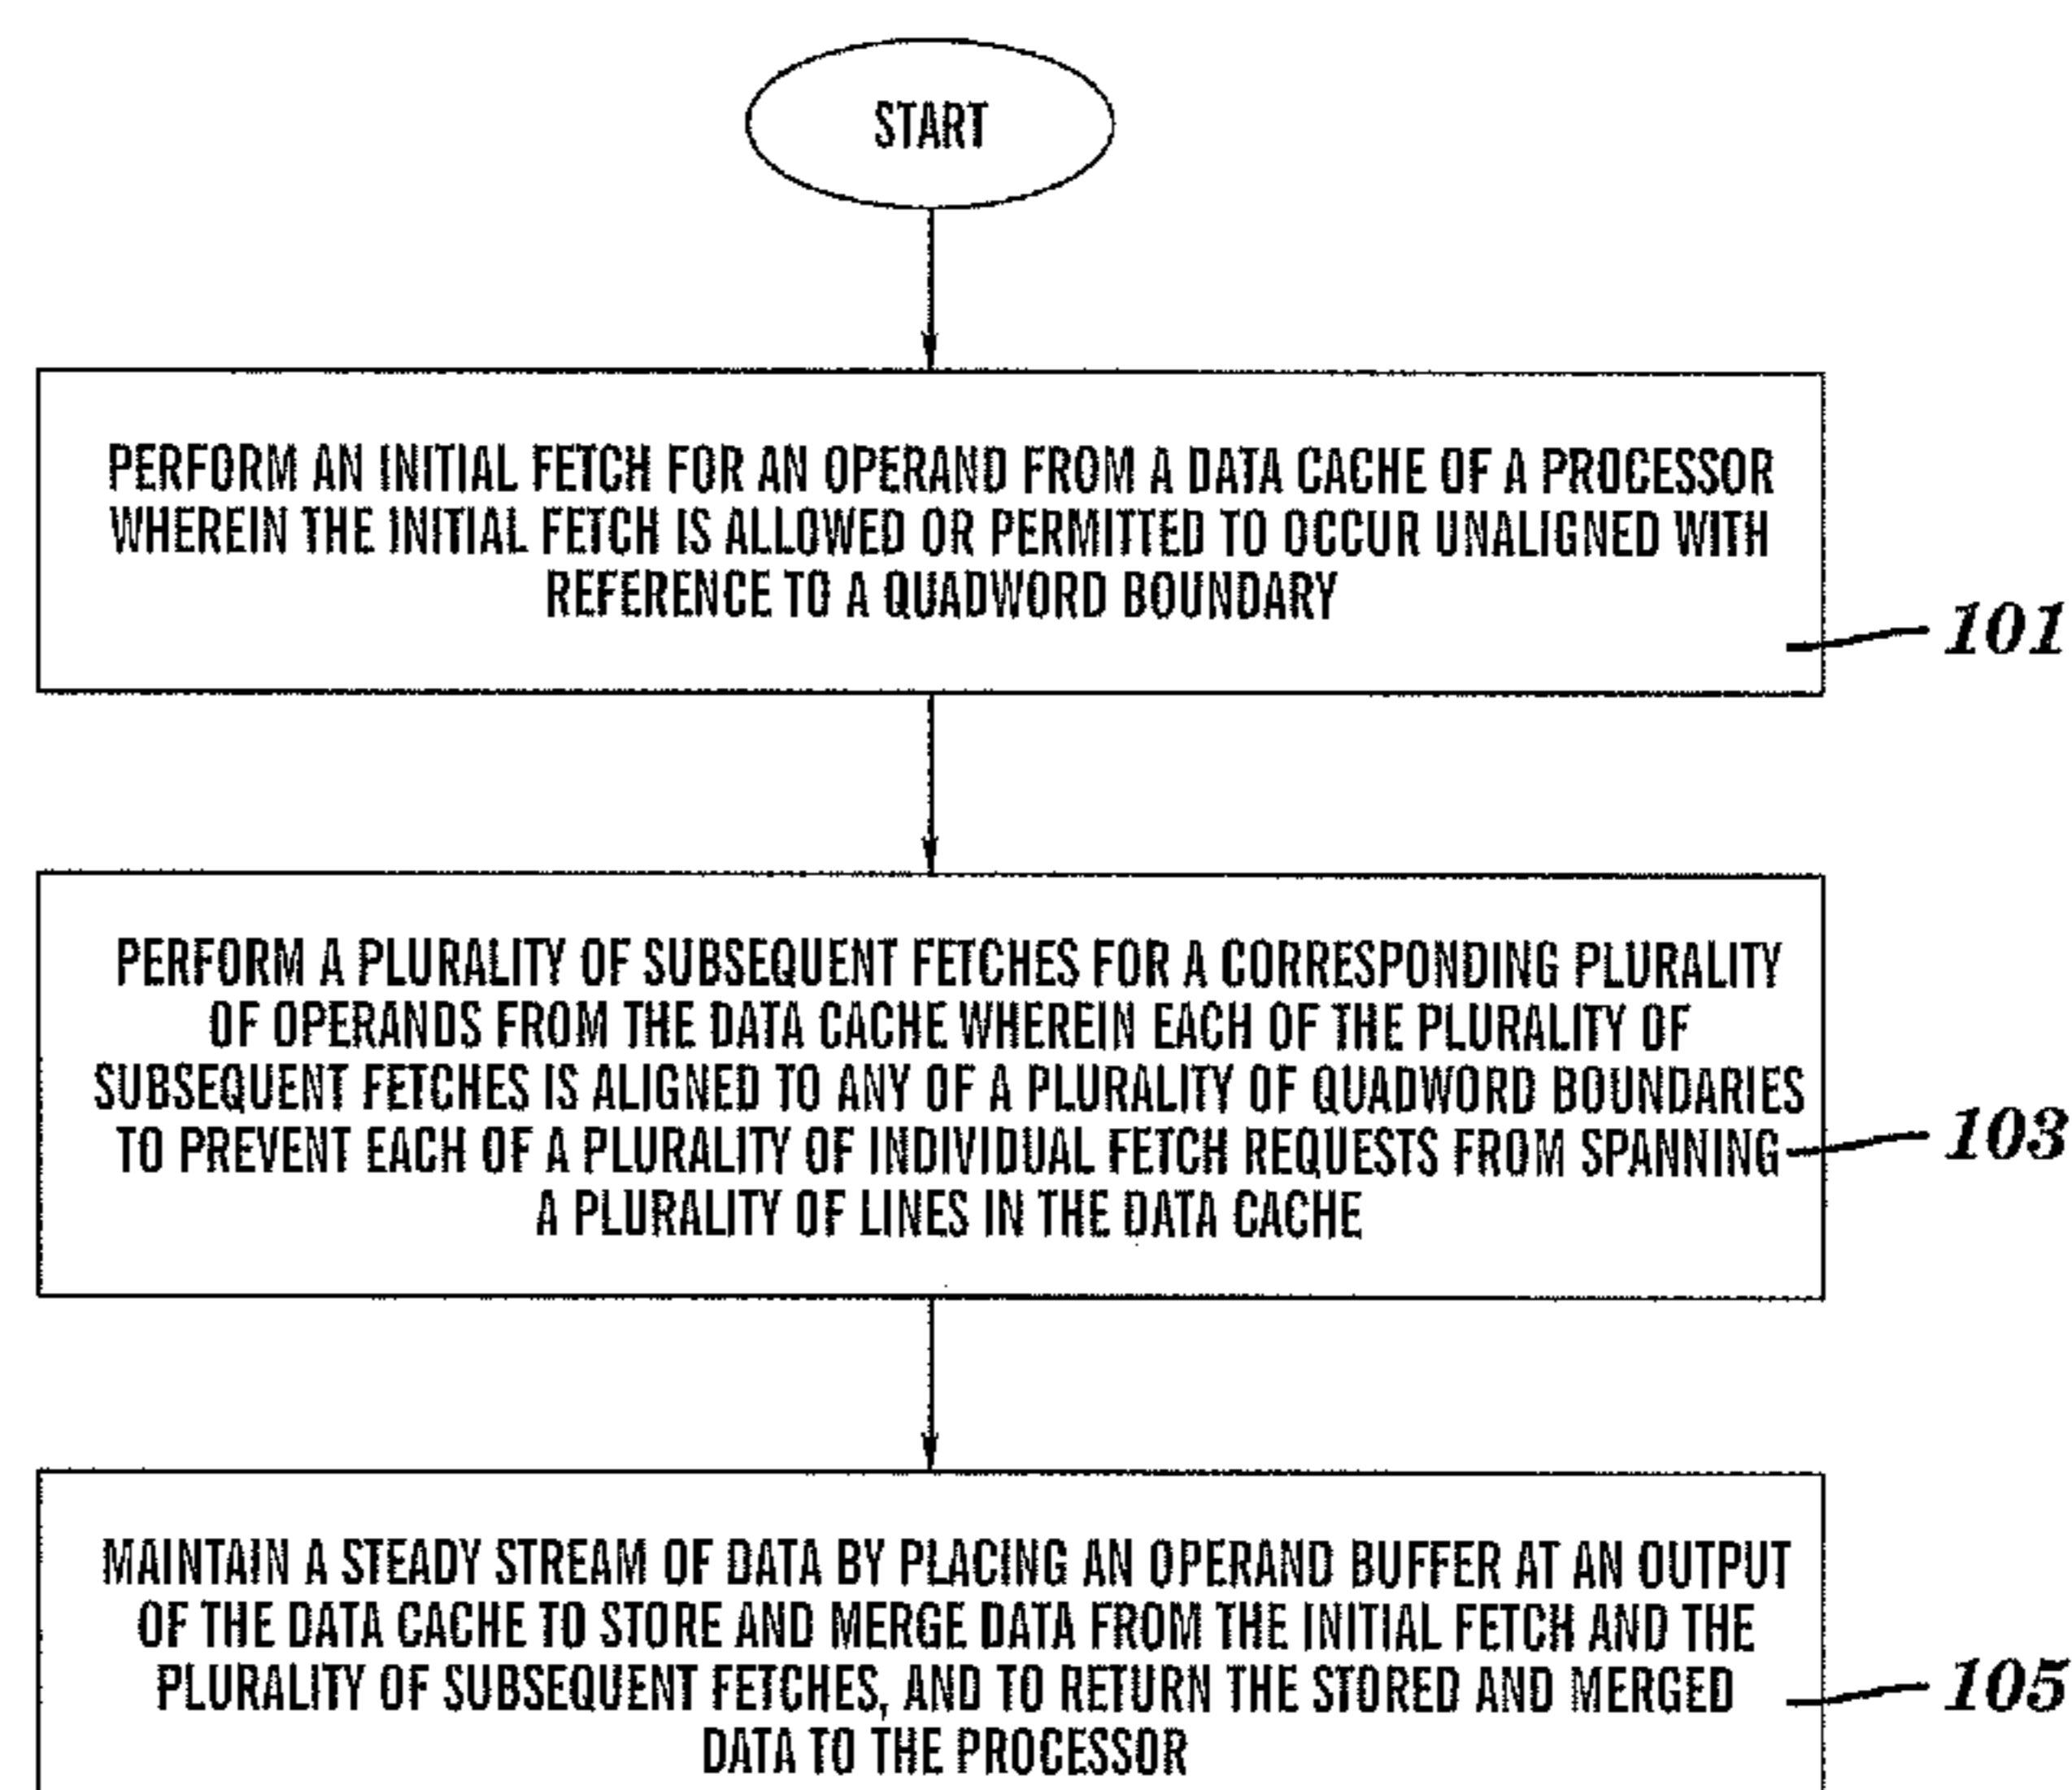 START
PERFORM AN INITIAL FETCH FOR AN OPERAND FROM A DATA CACHE OF A PROCESSOR
WHEREIN THE INITIAL FETCH IS ALLOWED OR PERMITTED TO OCCUR UNALIGNED WITH
REFERENCE TO A QUADWORD BOUNDARY
101
PERFORM A PLURALITY OF SUBSEQUENT FETCHES FOR A CORRESPONDING PLURALITY
OF OPERANDS FROM THE DATA CACHE WHEREIN EACH OF THE PLURALITY OF
SUBSEQUENT FETCHES IS ALIGNED TO ANY OF A PLURALITY OF QUADWORD BOUNDARIES
TO PREVENT EACH OF A PLURALITY OF INDIVIDUAL FETCH REQUESTS FROM SPANNING
A PLURALITY OF LINES IN THE DATA CACHE
103
MAINTAIN A STEADY STREAM OF DATA BY PLACING AN OPERAND BUFFER AT AN OUTPUT
OF THE DATA CACHE TO STORE AND MERGE DATA FROM THE INITIAL FETCH AND THE
PLURALITY OF SUBSEQUENT FETCHES, AND TO RETURN THE STORED AND MERGED
DATA TO THE PROCESSOR
105